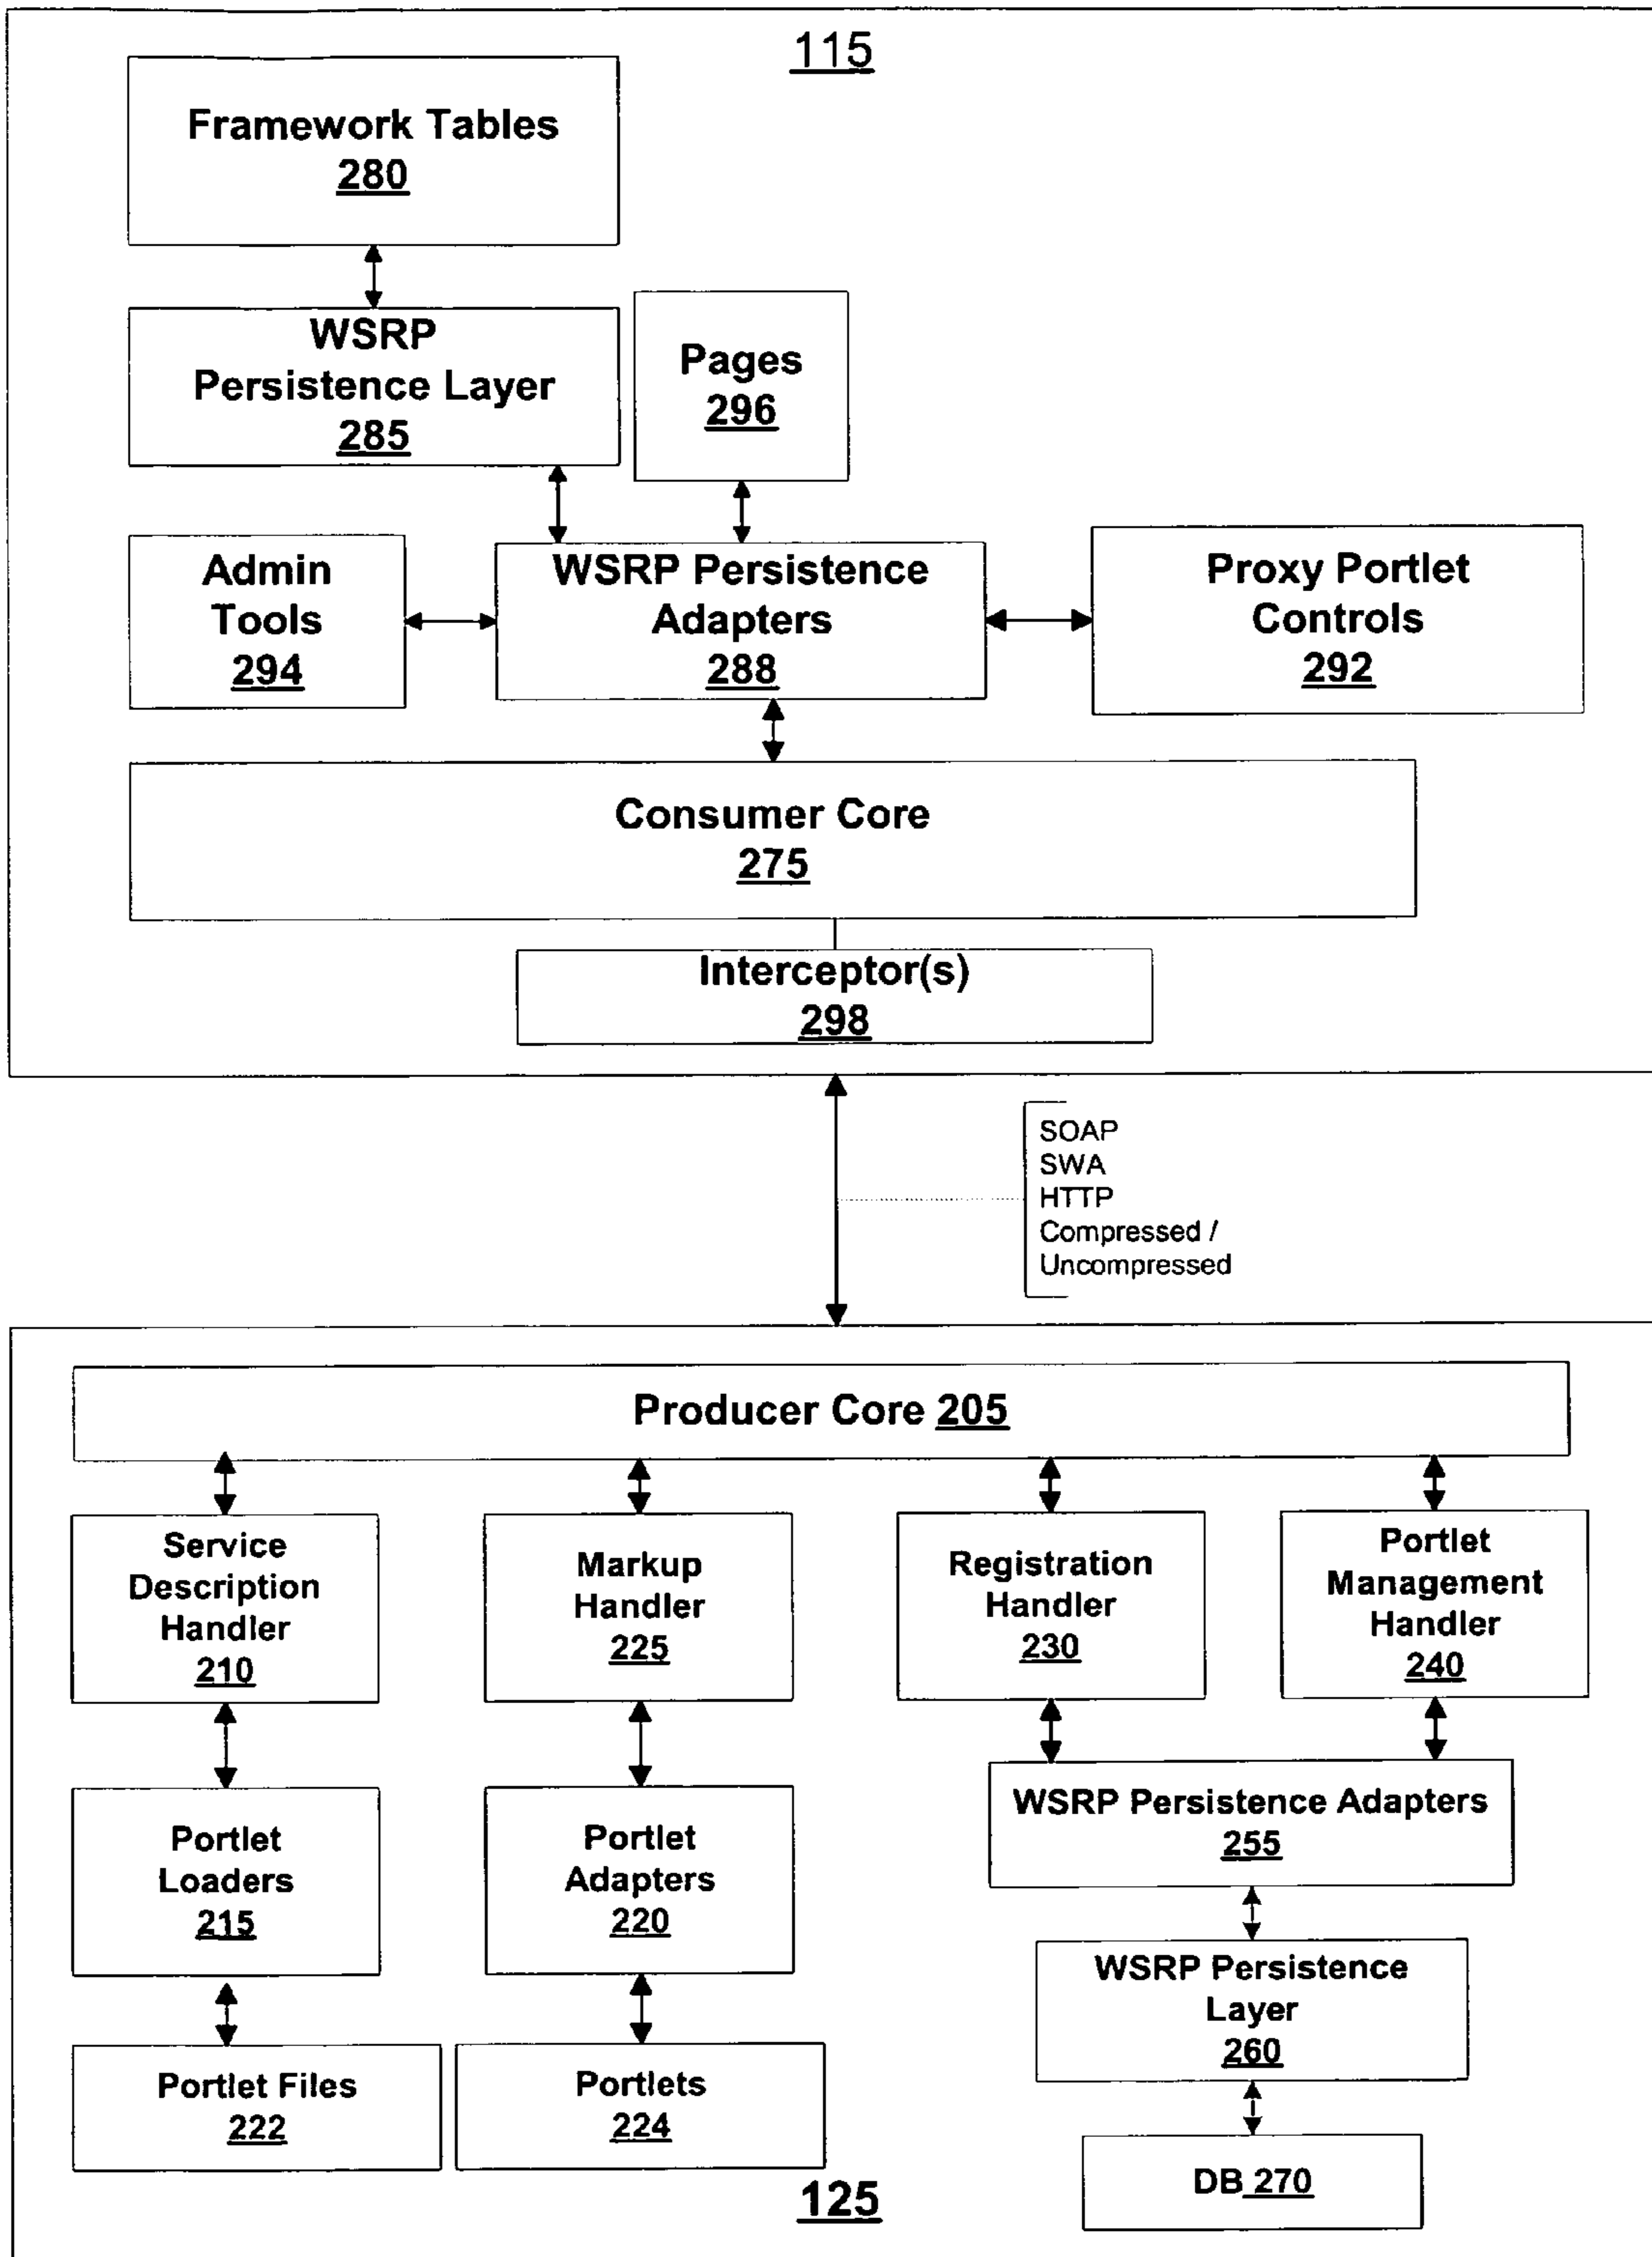 115
Framework Tables
280
WSRP
Persistence Layer
285
Pages
296
Admin
Tools
294
WSRP Persistence
Adapters
288
Proxy Portlet
Controls
292
Consumer Core
275
Interceptor(s)
298
SOAP
SWA
HTTP
Compressed /
Uncompressed
Producer Core 205
Service
Description
Handler
210
Markup
Handler
225
Registration
Handler
230
Portlet
Management
Handler
240
Portlet
Loaders
215
Portlet
Adapters
220
WSRP Persistence Adapters
255
WSRP Persistence
Layer
260
Portlet Files
222
Portlets
224
DB 270
125